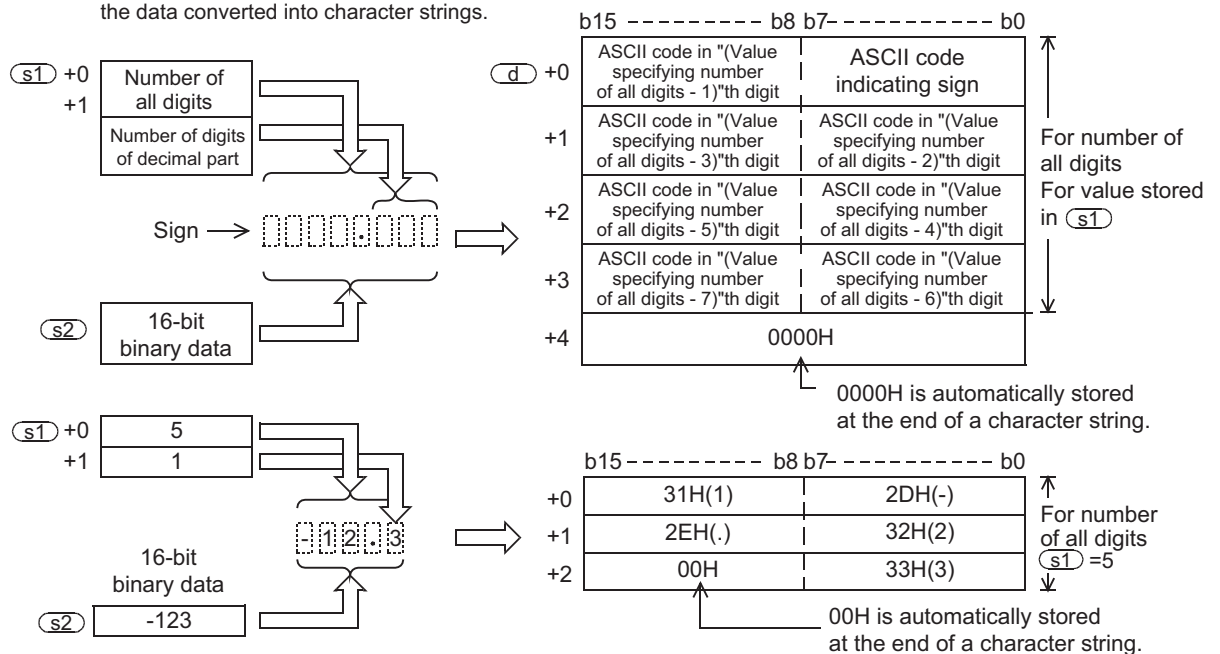 the data converted into character strings.
s1 +0
+1
Number of
all digits
Number of digits
of decimal part
Sign
.
s2
16-bit
binary data
b15 b8 b7 b0
d +0
ASCII code in "(Value
specifying number
of all digits - 1)"th digit
ASCII code
indicating sign
+1
ASCII code in "(Value
specifying number
of all digits - 3)"th digit
ASCII code in "(Value
specifying number
of all digits - 2)"th digit
+2
ASCII code in "(Value
specifying number
of all digits - 5)"th digit
ASCII code in "(Value
specifying number
of all digits - 4)"th digit
+3
ASCII code in "(Value
specifying number
of all digits - 7)"th digit
ASCII code in "(Value
specifying number
of all digits - 6)"th digit
+4
0000H
For number of
all digits
For value stored
in s1
0000H is automatically stored
at the end of a character string.
s1 +0 5
+1 1
- 1 2 . 3
16-bit
binary data
s2 -123
b15 b8 b7 b0
+0 31H(1) 2DH(-)
+1 2EH(.) 32H(2)
+2 00H 33H(3)
For number
of all digits
s1 =5
00H is automatically stored
at the end of a character string.